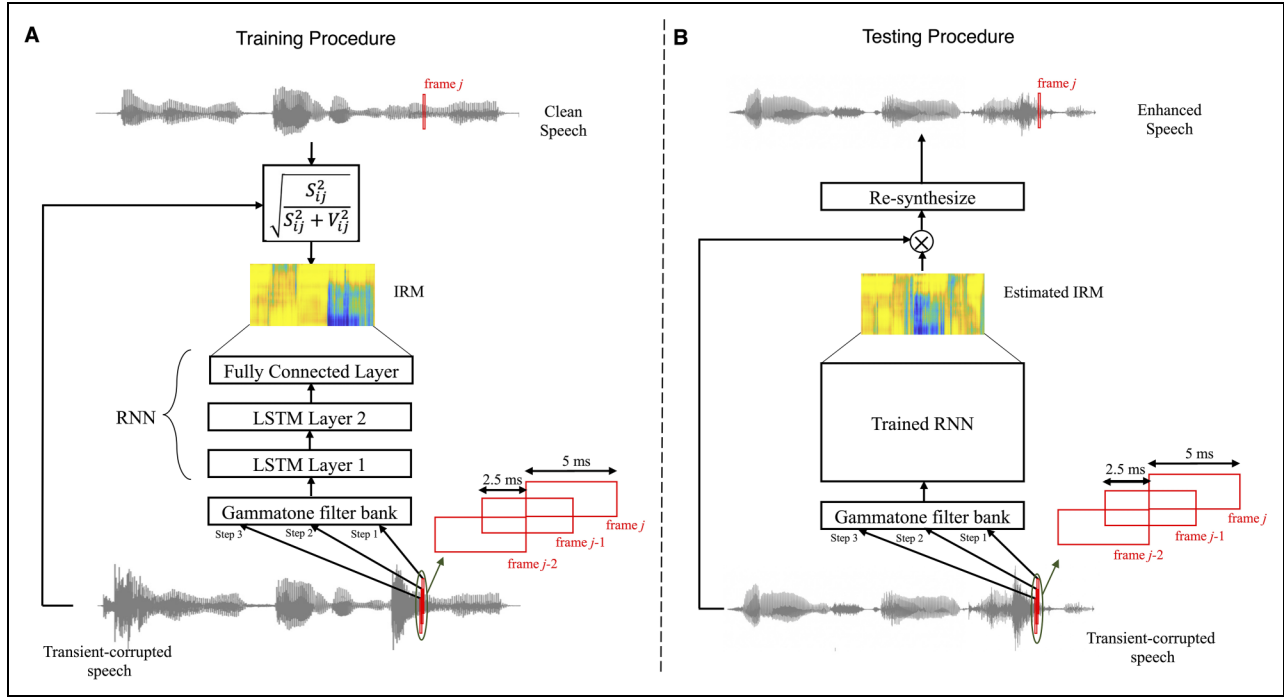 A
Training Procedure
frame j
Clean
Speech
√(S²ᵢⱼ / (S²ᵢⱼ + V²ᵢⱼ))
IRM
RNN
Fully Connected Layer
LSTM Layer 2
LSTM Layer 1
Gammatone filter bank
Step 3
Step 2
Step 1
5 ms
2.5 ms
frame j
frame j-1
frame j-2
Transient-corrupted
speech
B
Testing Procedure
frame j
Enhanced
Speech
Re-synthesize
Estimated IRM
Trained RNN
Gammatone filter bank
Step 3
Step 2
Step 1
5 ms
2.5 ms
frame j
frame j-1
frame j-2
Transient-corrupted
speech